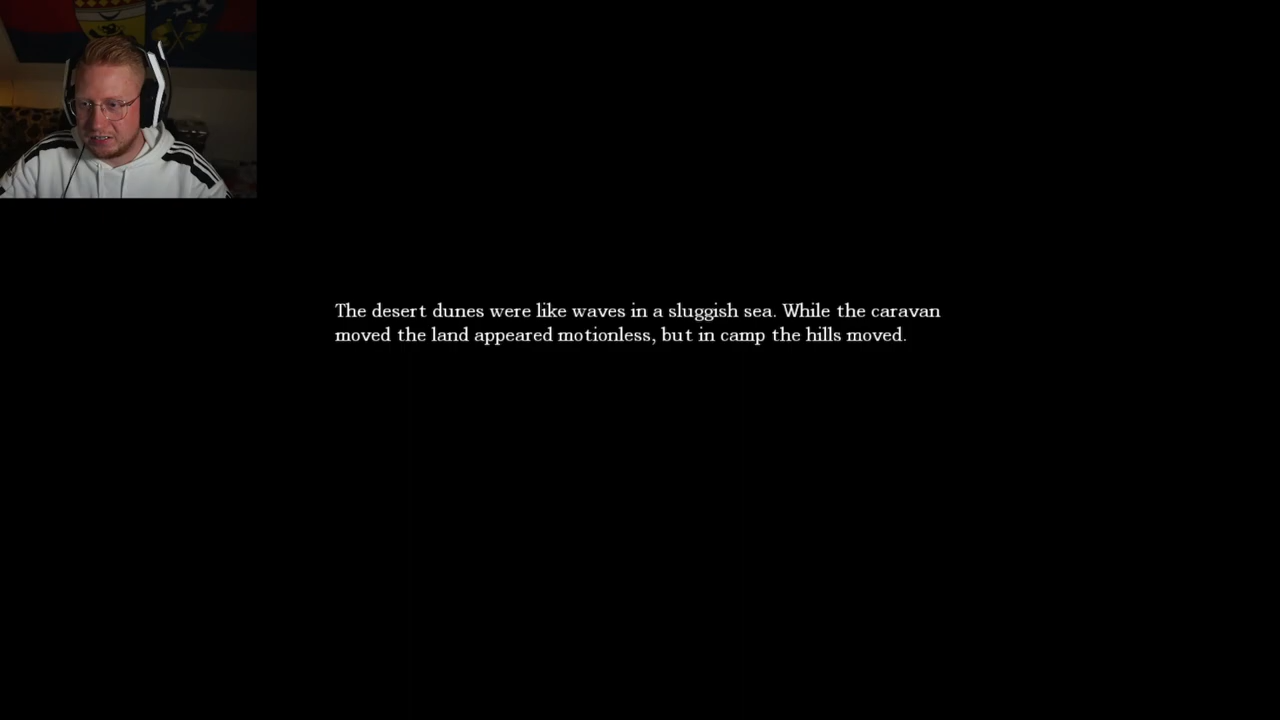 The desert dunes were like waves in a sluggish sea. While the caravan
moved the land appeared motionless, but in camp the hills moved.